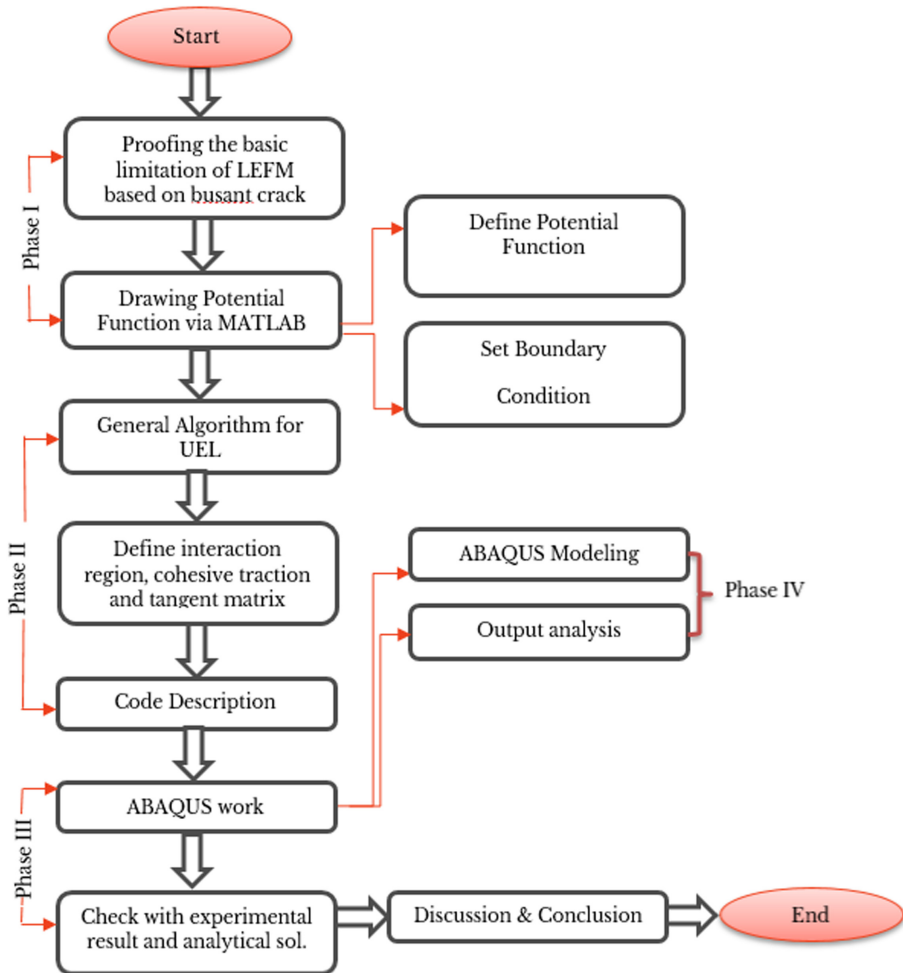 Start
Proofing the basic
limitation of LEFM
based on busant crack
Phase I
Drawing Potential
Function via MATLAB
Define Potential
Function
Set Boundary
Condition
General Algorithm for
UEL
Phase II
Define interaction
region, cohesive traction
and tangent matrix
Code Description
ABAQUS Modeling
Output analysis
Phase IV
ABAQUS work
Phase III
Check with experimental
result and analytical sol.
Discussion & Conclusion
End